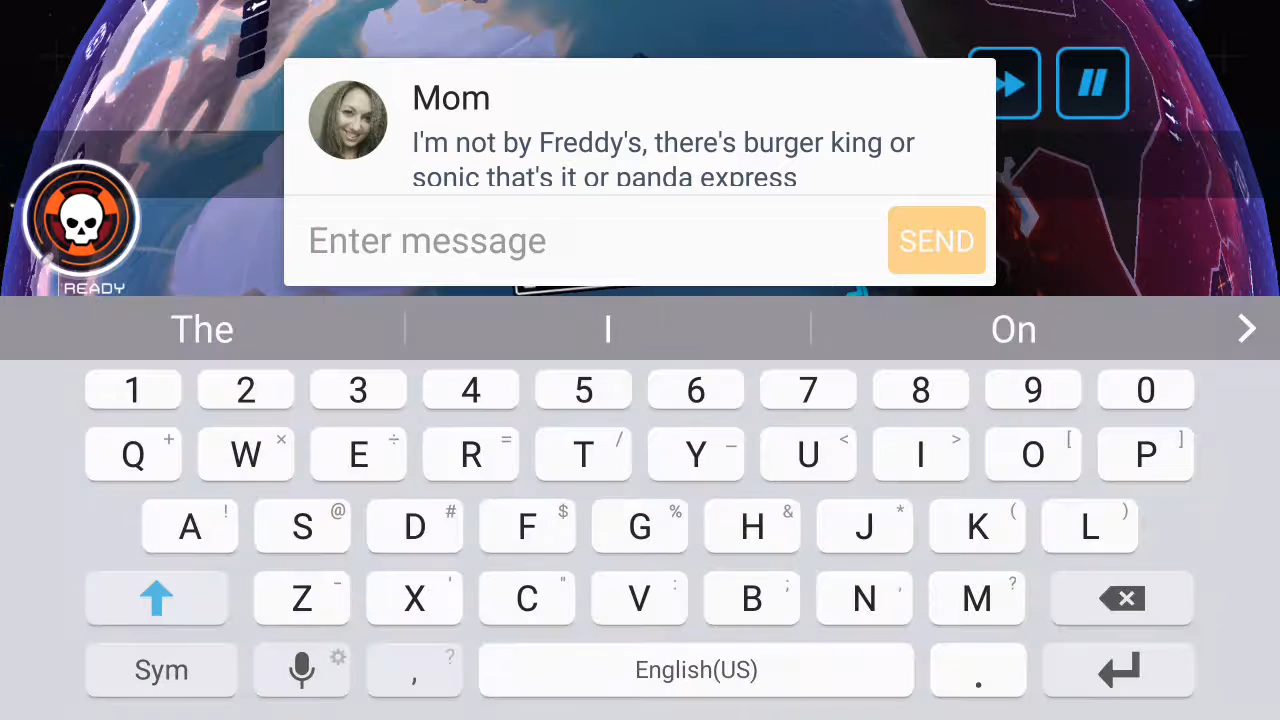 Mom
I'm not by Freddy's, there's burger king or
sonic that's it or panda express
Enter message
SEND
READY
The
I
On
1 2 3 4 5 6 7 8 9 0
Q + W × E ÷ R = T / Y _ U < I > O [ P ]
A ! S @ D # F $ G % H & J * K ( L )
Z - X ' C " V : B ; N , M ?
Sym , ? English(US) .